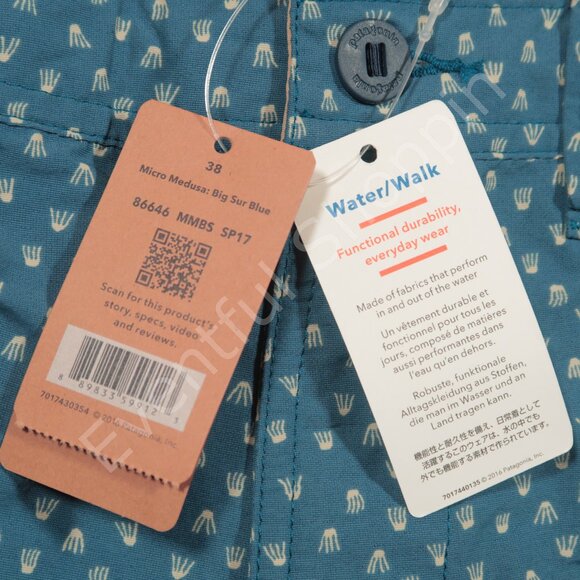 patagonia
patagonia
38
Micro Medusa: Big Sur Blue
86646 MMBS SP17
Scan for this product's
story, specs, video
and reviews.
8 89833 59012 3
7017430354 © 2016 Patagonia, Inc.
38
Water/Walk
Functional durability,
everyday wear
Made of fabrics that perform
in and out of the water
Un vêtement durable et
fonctionnel pour tous les
jours, composé de matières
aussi performantes dans
l'eau qu'en dehors.
Robuste, funktionale
Alltagskleidung aus Stoffen,
die man im Wasser und an
Land tragen kann.
機能性と耐久性を備え、日常着として
活躍するこのウェアは、水の中でも
外でも機能する素材で作られています。
7017440135 © 2016 Patagonia, Inc.